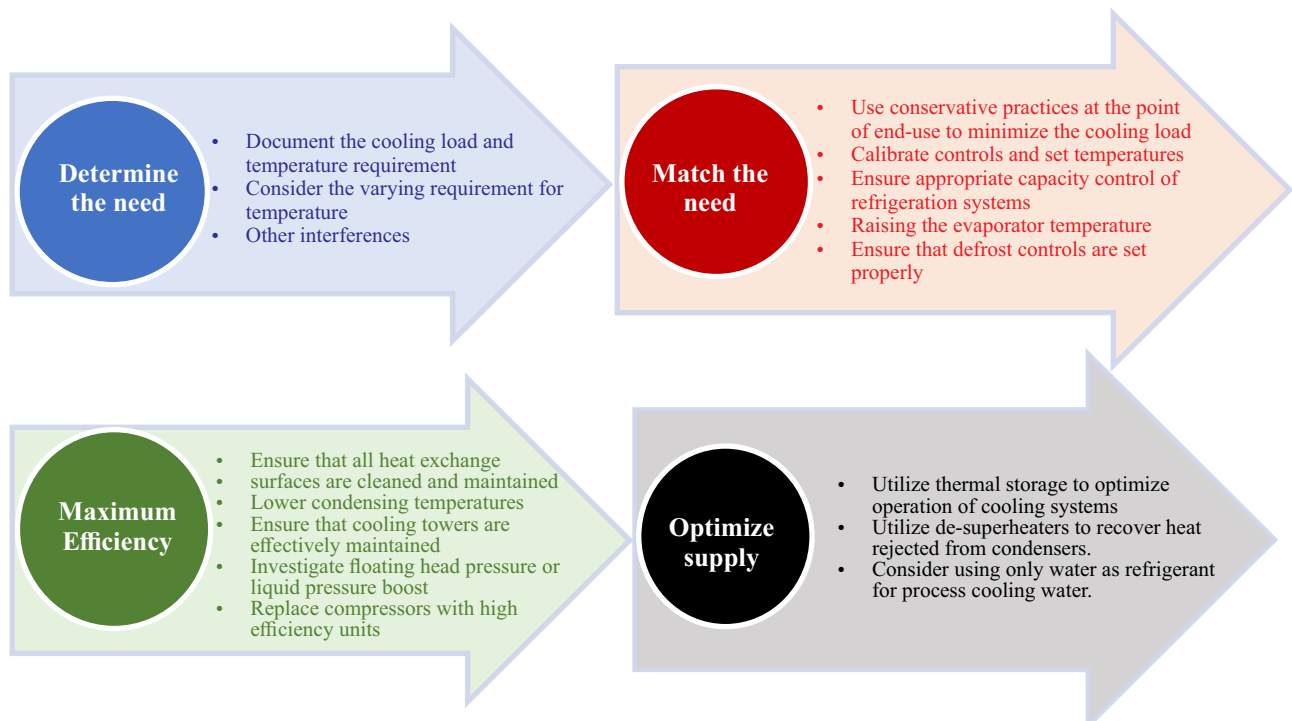 Determine
the need
• Document the cooling load and
temperature requirement
• Consider the varying requirement for
temperature
• Other interferences
Match the
need
• Use conservative practices at the point
of end-use to minimize the cooling load
• Calibrate controls and set temperatures
• Ensure appropriate capacity control of
refrigeration systems
• Raising the evaporator temperature
• Ensure that defrost controls are set
properly
Maximum
Efficiency
• Ensure that all heat exchange
• surfaces are cleaned and maintained
• Lower condensing temperatures
• Ensure that cooling towers are
effectively maintained
• Investigate floating head pressure or
liquid pressure boost
• Replace compressors with high
efficiency units
Optimize
supply
• Utilize thermal storage to optimize
operation of cooling systems
• Utilize de-superheaters to recover heat
rejected from condensers.
• Consider using only water as refrigerant
for process cooling water.